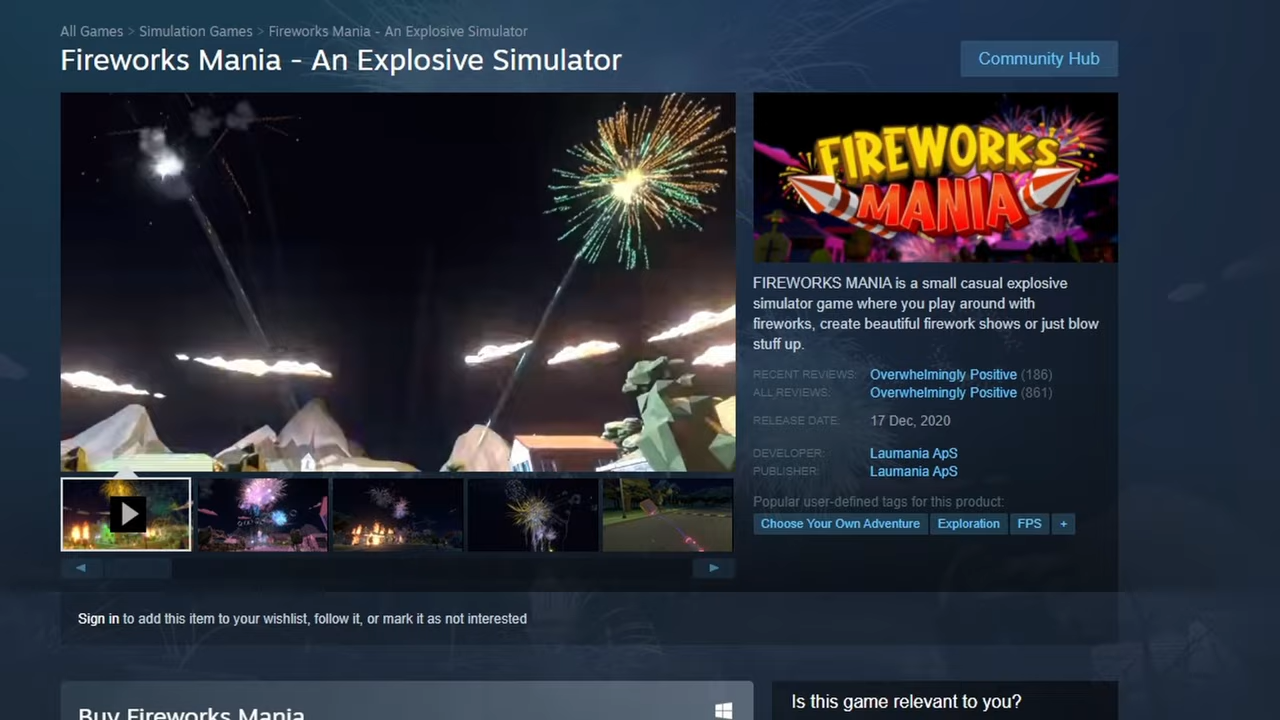 All Games > Simulation Games > Fireworks Mania - An Explosive Simulator
Fireworks Mania - An Explosive Simulator
Community Hub
FIREWORKS
MANIA
FIREWORKS MANIA is a small casual explosive
simulator game where you play around with
fireworks, create beautiful firework shows or just blow
stuff up.
RECENT REVIEWS: Overwhelmingly Positive (186)
ALL REVIEWS: Overwhelmingly Positive (861)
RELEASE DATE: 17 Dec, 2020
DEVELOPER: Laumania ApS
PUBLISHER: Laumania ApS
Popular user-defined tags for this product:
Choose Your Own Adventure Exploration FPS +
Sign in to add this item to your wishlist, follow it, or mark it as not interested
Buy Fireworks Mania
Is this game relevant to you?